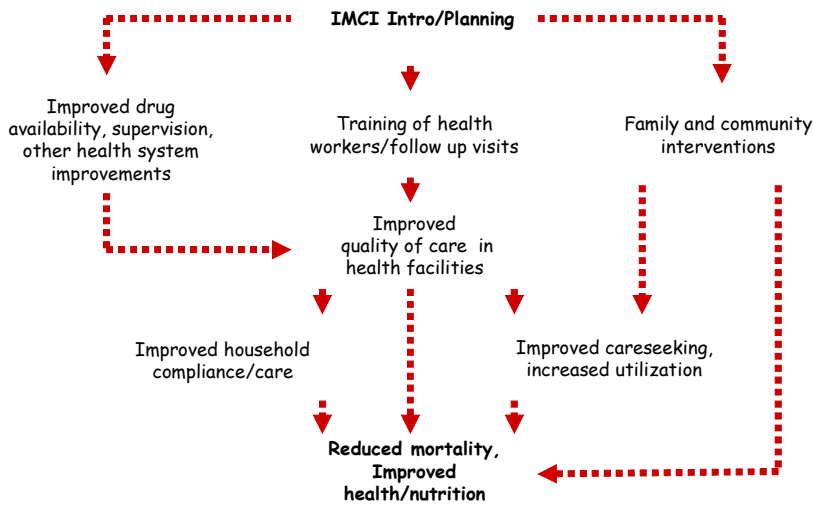 IMCI Intro/Planning
Improved drug
availability, supervision,
other health system
improvements
Training of health
workers/follow up visits
Family and community
interventions
Improved
quality of care in
health facilities
Improved household
compliance/care
Improved careseeking,
increased utilization
Reduced mortality,
Improved
health/nutrition